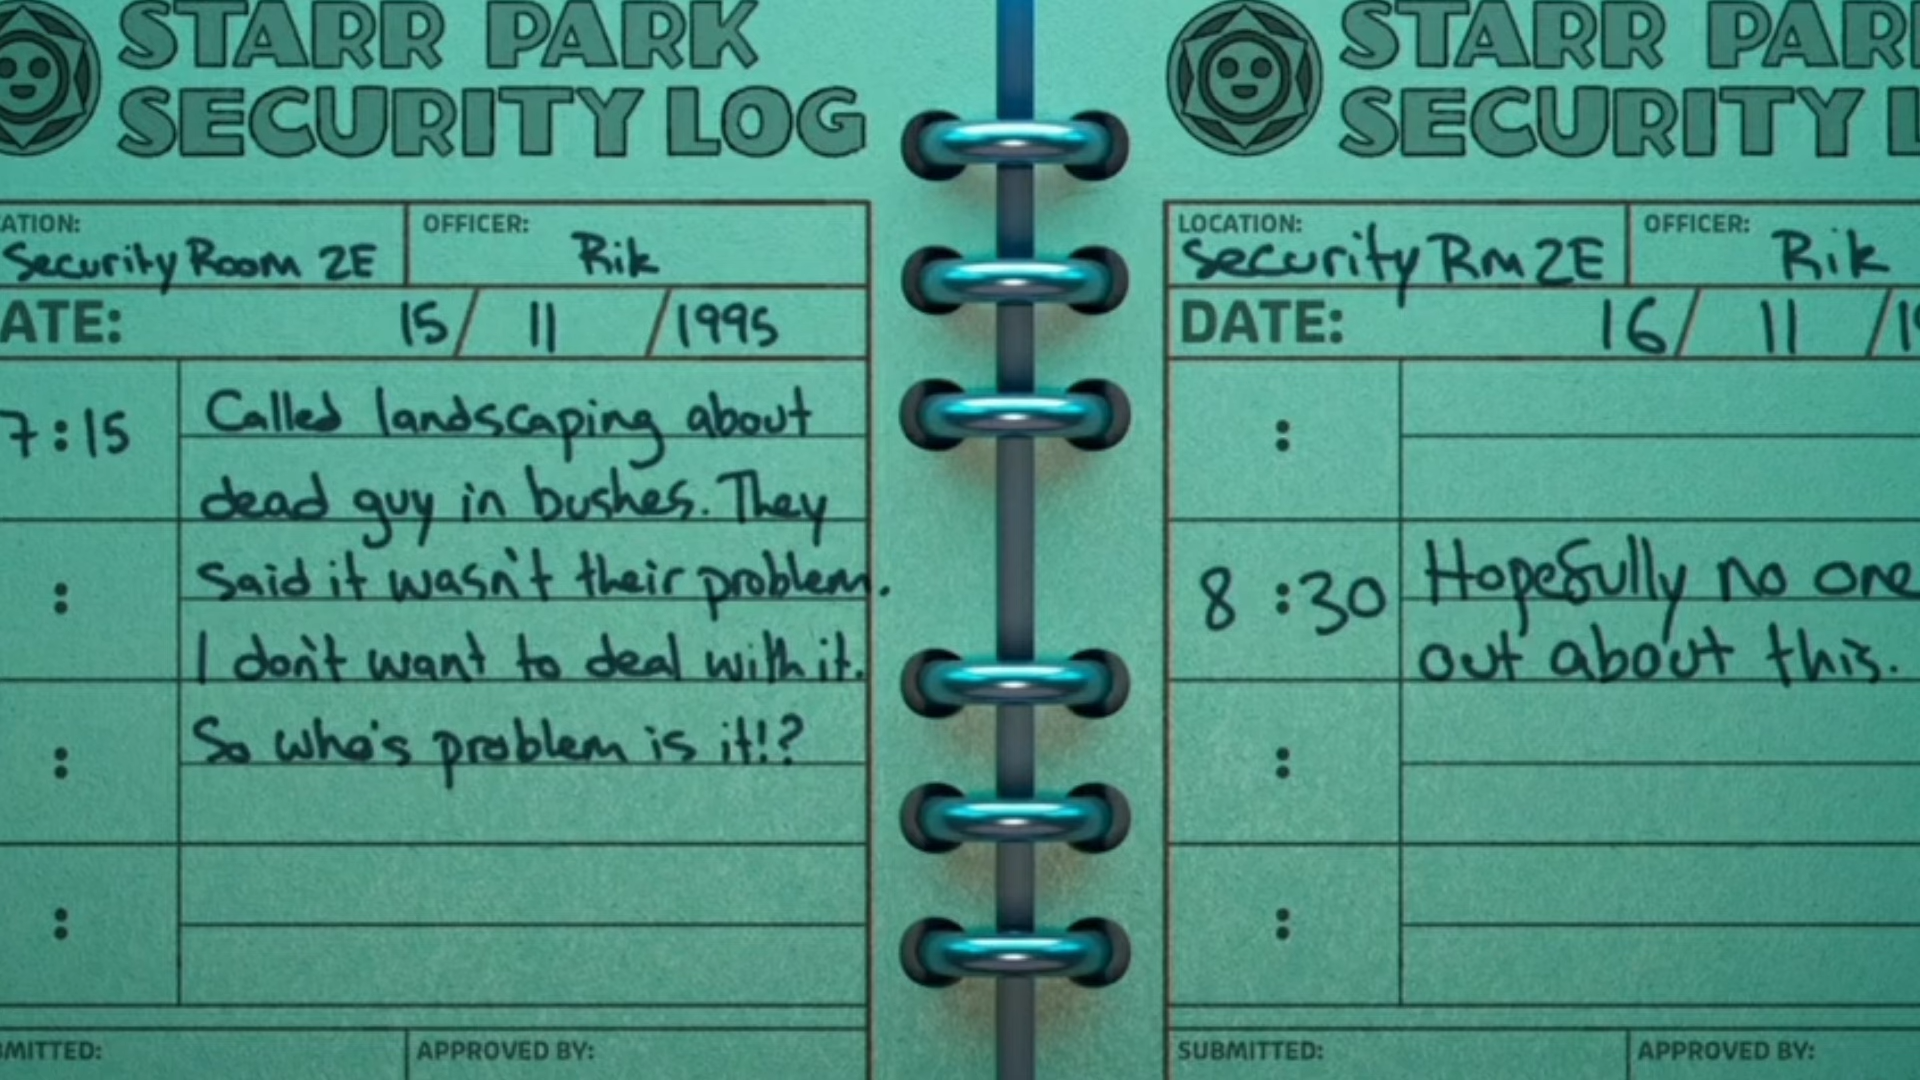 STARR PARK
SECURITY LOG
ATION:
Security Room 2E
OFFICER:
Rik
ATE:
15/ 11 /1995
7:15
Called landscaping about
dead guy in bushes. They
Said it wasn't their problem.
:
I don't want to deal with it.
So who's problem is it!?
:
:
MITTED:
APPROVED BY:
STARR PAR
SECURITY L
LOCATION:
Security Rm 2E
OFFICER:
Rik
DATE:
16/ 11 /19
:
8:30
Hopefully no one
out about this.
:
:
SUBMITTED:
APPROVED BY: